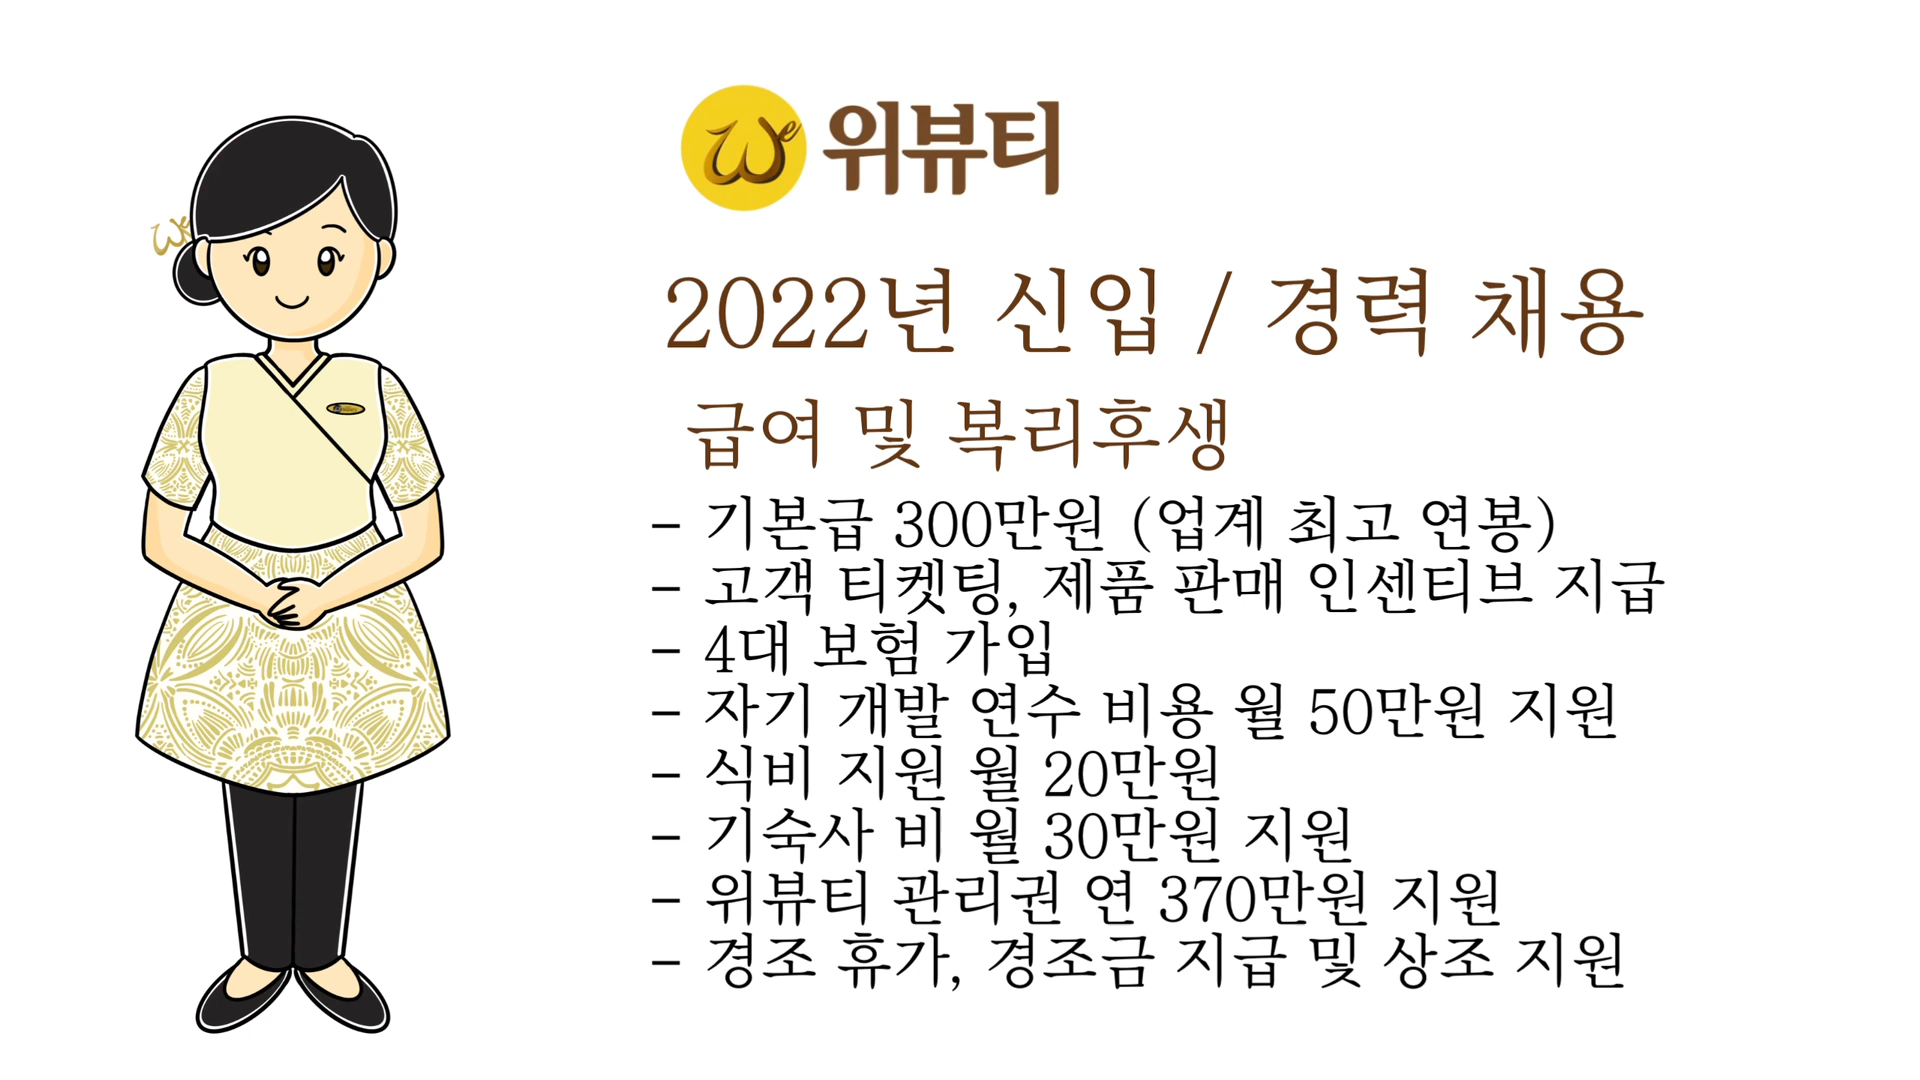 We 위뷰티
We
2022년 신입 / 경력 채용
급여 및 복리후생
- 기본급 300만원 (업계 최고 연봉)
- 고객 티켓팅, 제품 판매 인센티브 지급
- 4대 보험 가입
- 자기 개발 연수 비용 월 50만원 지원
- 식비 지원 월 20만원
- 기숙사 비 월 30만원 지원
- 위뷰티 관리권 연 370만원 지원
- 경조 휴가, 경조금 지급 및 상조 지원